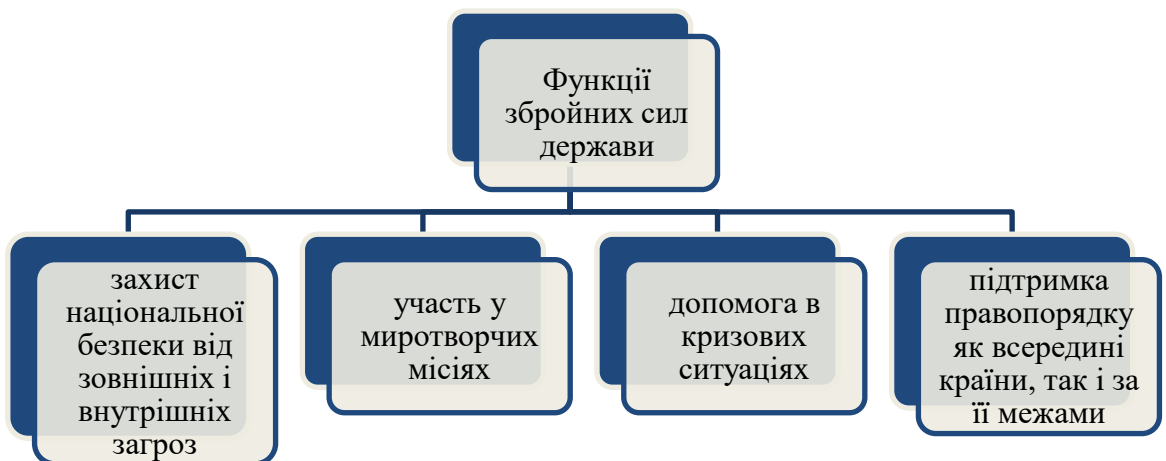 Функції
збройних сил
держави
захист
національної
безпеки від
зовнішніх і
внутрішніх
загроз
участь у
миротворчих
місіях
допомога в
кризових
ситуаціях
підтримка
правопорядку
як всередині
країни, так і за
її межами